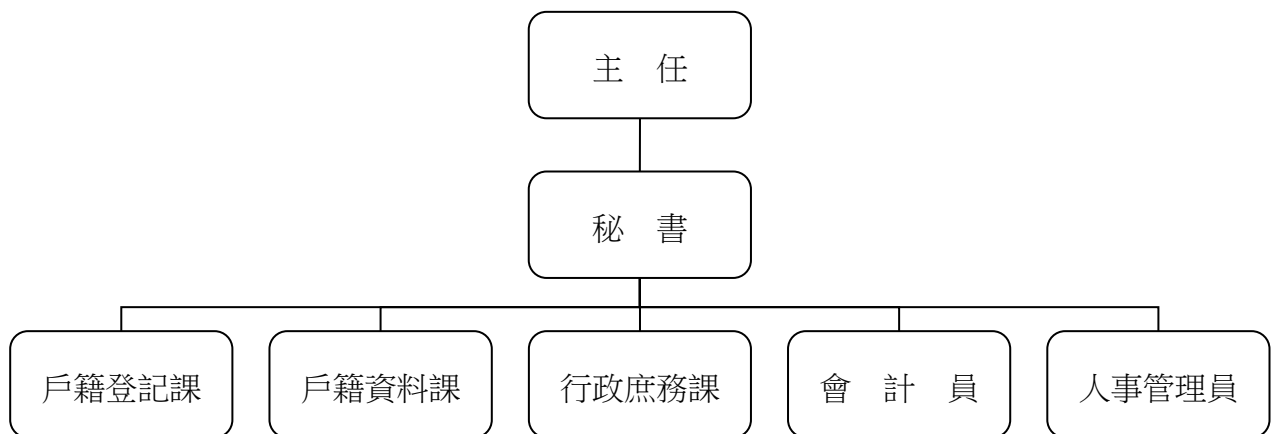 主　任
秘　書
戶籍登記課
戶籍資料課
行政庶務課
會　計　員
人事管理員